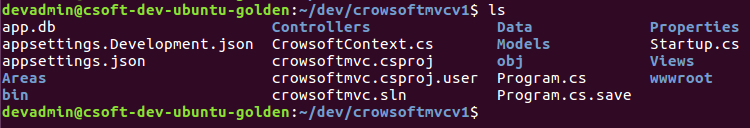 devadmin@csoft-dev-ubuntu-golden:~/dev/crowsoftmvcv1$ ls
app.db Controllers Data Properties
appsettings.Development.json CrowsoftContext.cs Models Startup.cs
appsettings.json crowsoftmvc.csproj obj Views
Areas crowsoftmvc.csproj.user Program.cs wwwroot
bin crowsoftmvc.sln Program.cs.save
devadmin@csoft-dev-ubuntu-golden:~/dev/crowsoftmvcv1$